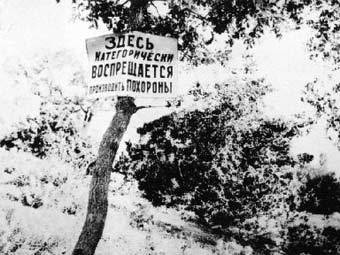 ЗДЕСЬ
КАТЕГОРИЧЕСКИ
ВОСПРЕЩАЕТСЯ
ПРОИЗВОДИТЬ ПОХОРОНЫ